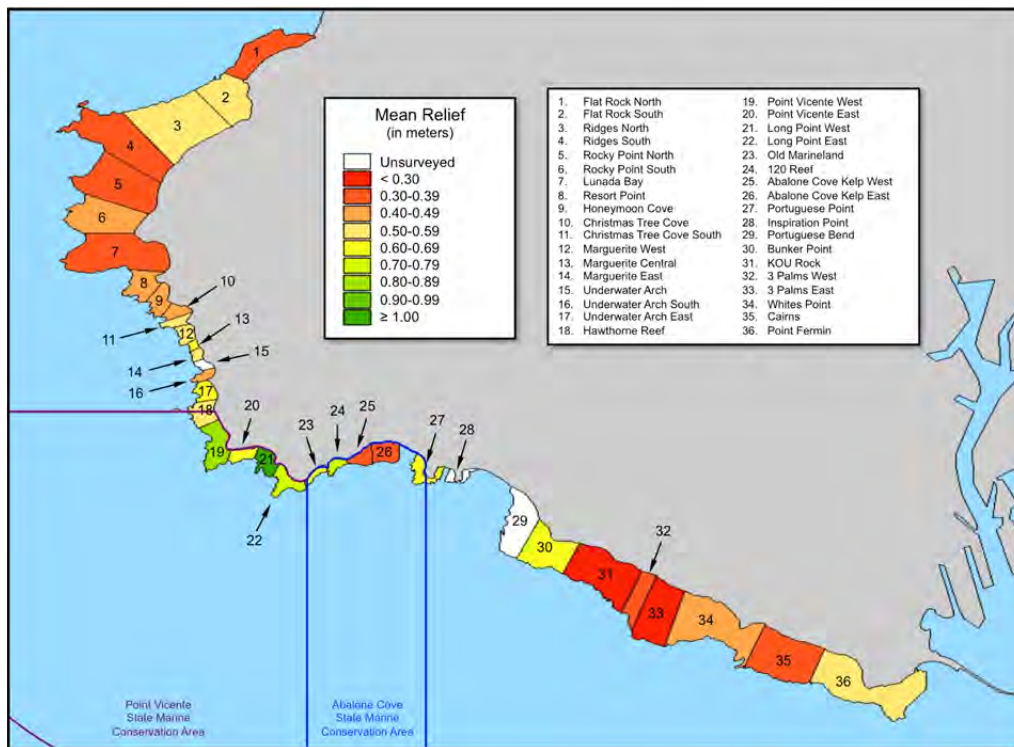 Mean Relief
(in meters)
Unsurveyed
< 0.30
0.30-0.39
0.40-0.49
0.50-0.59
0.60-0.69
0.70-0.79
0.80-0.89
0.90-0.99
≥ 1.00
1. Flat Rock North
2. Flat Rock South
3. Ridges North
4. Ridges South
5. Rocky Point North
6. Rocky Point South
7. Lunada Bay
8. Resort Point
9. Honeymoon Cove
10. Christmas Tree Cove
11. Christmas Tree Cove South
12. Marguerite West
13. Marguerite Central
14. Marguerite East
15. Underwater Arch
16. Underwater Arch South
17. Underwater Arch East
18. Hawthorne Reef
19. Point Vicente West
20. Point Vicente East
21. Long Point West
22. Long Point East
23. Old Marineland
24. 120 Reef
25. Abalone Cove Kelp West
26. Abalone Cove Kelp East
27. Portuguese Point
28. Inspiration Point
29. Portuguese Bend
30. Bunker Point
31. KOU Rock
32. 3 Palms West
33. 3 Palms East
34. Whites Point
35. Cairns
36. Point Fermin
1
2
3
4
5
6
7
8
9
10
11
12
13
14
15
16
17
18
19
20
21
22
23
24
25
26
27
28
29
30
31
32
33
34
35
36
Point Vicente
State Marine
Conservation Area
Abalone Cove
State Marine
Conservation Area